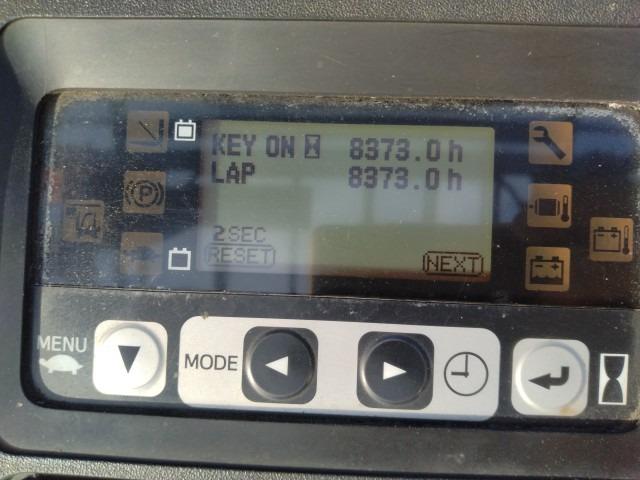 KEY ON 8373.0 h
LAP 8373.0 h
2SEC
RESET NEXT
MENU
MODE